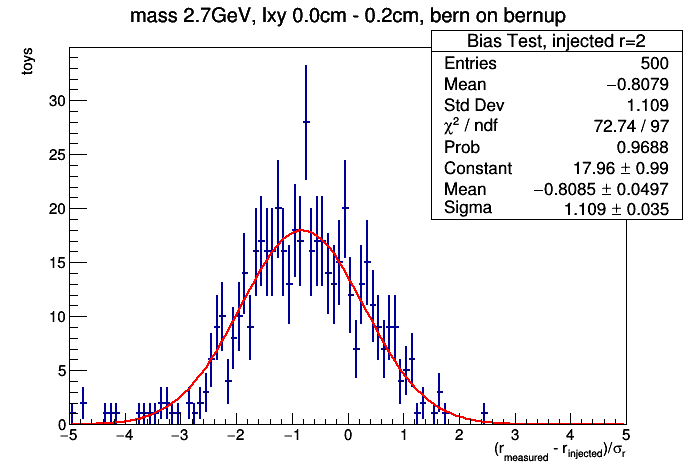 mass 2.7GeV, lxy 0.0cm - 0.2cm, bern on bernup
Bias Test, injected r=2
Entries 500
Mean −0.8079
Std Dev 1.109
χ² / ndf 72.74 / 97
Prob 0.9688
Constant 17.96 ± 0.99
Mean −0.8085 ± 0.0497
Sigma 1.109 ± 0.035
toys
30
25
20
15
10
5
0
−5 −4 −3 −2 −1 0 1 2 3 4 5
(r_measured - r_injected)/σ_r